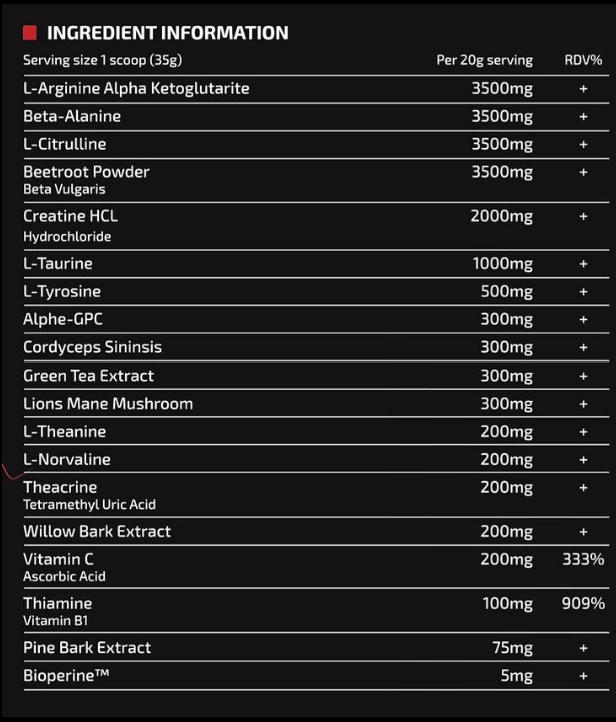 INGREDIENT INFORMATION
Serving size 1 scoop (35g) Per 20g serving RDV%
L-Arginine Alpha Ketoglutarite 3500mg +
Beta-Alanine 3500mg +
L-Citrulline 3500mg +
Beetroot Powder 3500mg +
Beta Vulgaris
Creatine HCL 2000mg +
Hydrochloride
L-Taurine 1000mg +
L-Tyrosine 500mg +
Alphe-GPC 300mg +
Cordyceps Sininsis 300mg +
Green Tea Extract 300mg +
Lions Mane Mushroom 300mg +
L-Theanine 200mg +
L-Norvaline 200mg +
Theacrine 200mg +
Tetramethyl Uric Acid
Willow Bark Extract 200mg +
Vitamin C 200mg 333%
Ascorbic Acid
Thiamine 100mg 909%
Vitamin B1
Pine Bark Extract 75mg +
Bioperine™ 5mg +